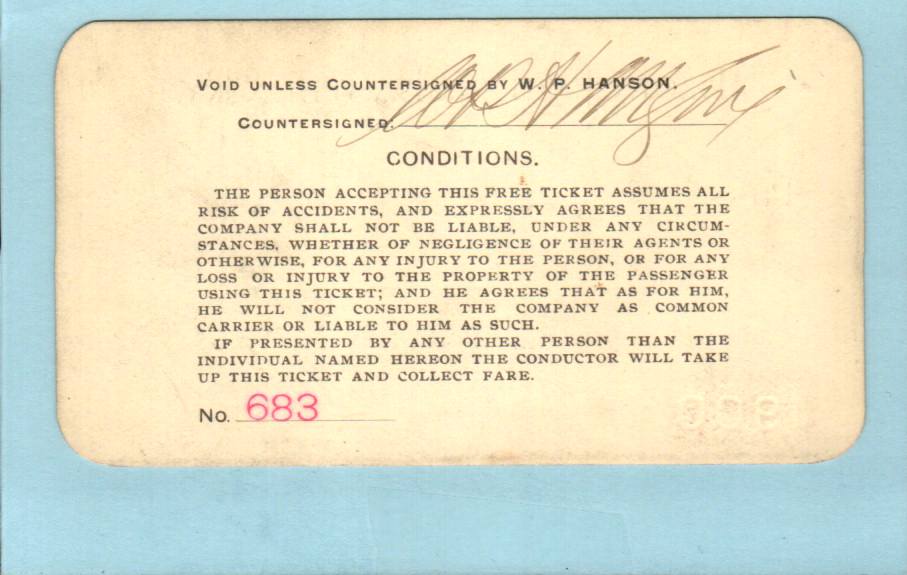 VOID UNLESS COUNTERSIGNED BY W. P. HANSON.
COUNTERSIGNED:
CONDITIONS.
THE PERSON ACCEPTING THIS FREE TICKET ASSUMES ALL
RISK OF ACCIDENTS, AND EXPRESSLY AGREES THAT THE
COMPANY SHALL NOT BE LIABLE, UNDER ANY CIRCUM-
STANCES, WHETHER OF NEGLIGENCE OF THEIR AGENTS OR
OTHERWISE, FOR ANY INJURY TO THE PERSON, OR FOR ANY
LOSS OR INJURY TO THE PROPERTY OF THE PASSENGER
USING THIS TICKET; AND HE AGREES THAT AS FOR HIM,
HE WILL NOT CONSIDER THE COMPANY AS COMMON
CARRIER OR LIABLE TO HIM AS SUCH.
IF PRESENTED BY ANY OTHER PERSON THAN THE
INDIVIDUAL NAMED HEREON THE CONDUCTOR WILL TAKE
UP THIS TICKET AND COLLECT FARE.
No. 683